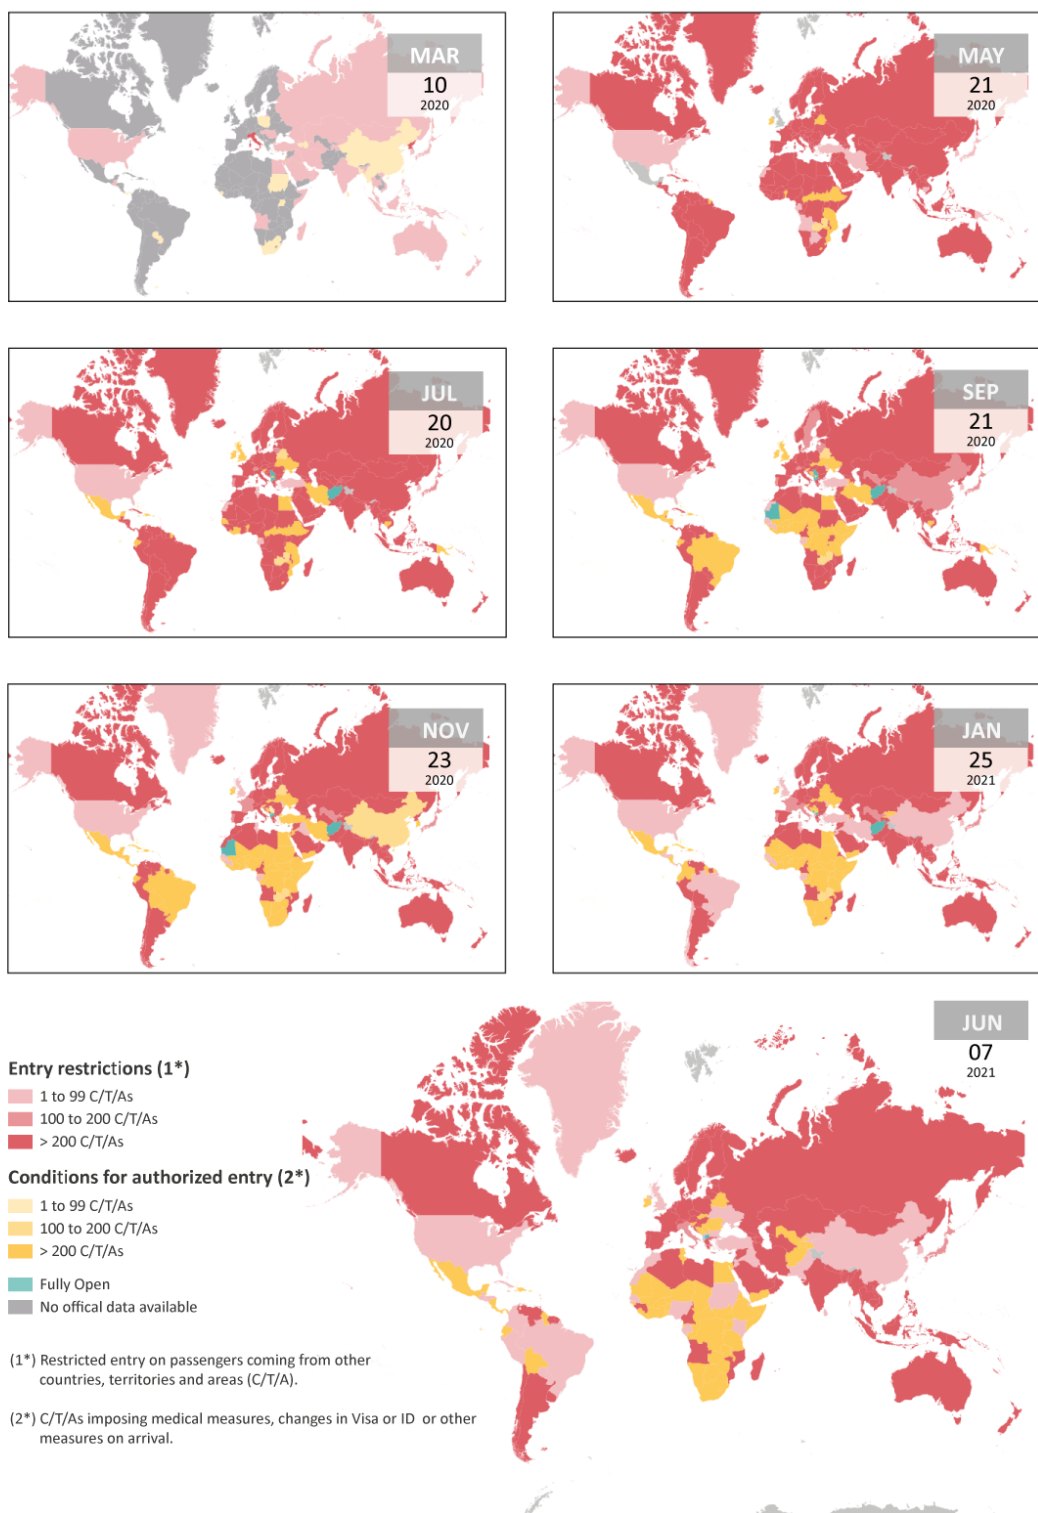 MAR
10
2020
MAY
21
2020
JUL
20
2020
SEP
21
2020
NOV
23
2020
JAN
25
2021
JUN
07
2021
Entry restrictions (1*)
1 to 99 C/T/As
100 to 200 C/T/As
> 200 C/T/As
Conditions for authorized entry (2*)
1 to 99 C/T/As
100 to 200 C/T/As
> 200 C/T/As
Fully Open
No offical data available
(1*) Restricted entry on passengers coming from other
countries, territories and areas (C/T/A).
(2*) C/T/As imposing medical measures, changes in Visa or ID or other
measures on arrival.